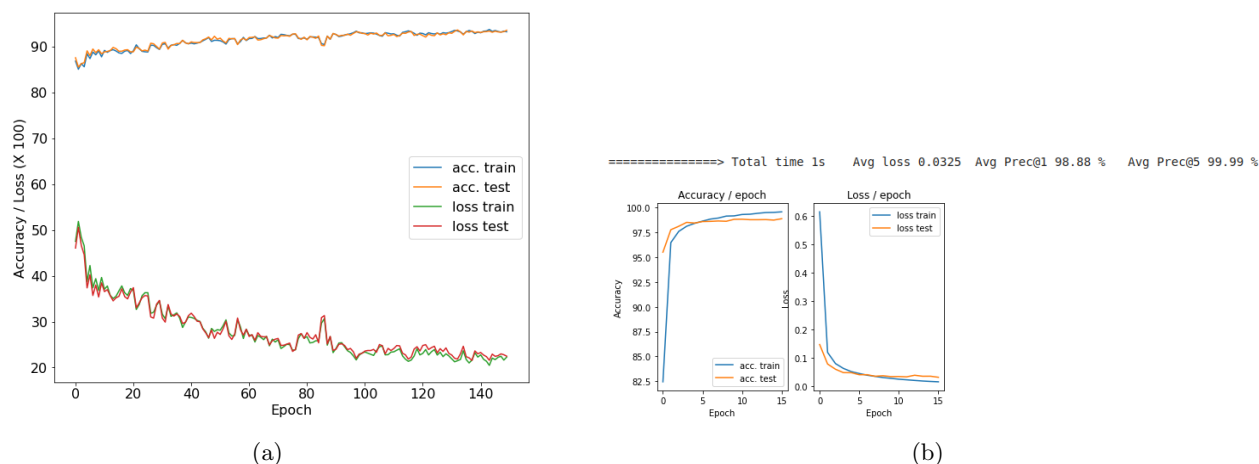 90
80
70
60
50
40
30
20
Accuracy / Loss (X 100)
acc. train
acc. test
loss train
loss test
0 20 40 60 80 100 120 140
Epoch
(a)
===============> Total time 1s Avg loss 0.0325 Avg Prec@1 98.88 % Avg Prec@5 99.99 %
Accuracy / epoch
100.0
97.5
95.0
92.5
90.0
87.5
85.0
82.5
Accuracy
acc. train
acc. test
0 5 10 15
Epoch
Loss / epoch
0.6
0.5
0.4
0.3
0.2
0.1
0.0
Loss
loss train
loss test
0 5 10 15
Epoch
(b)